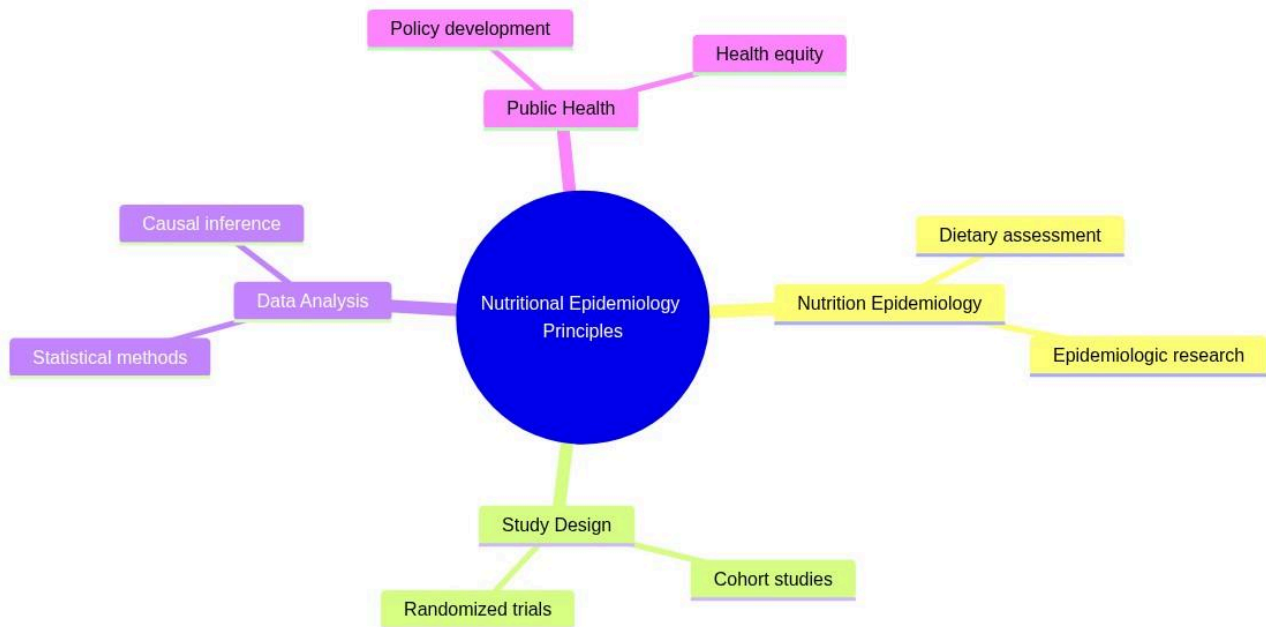 Policy development
Health equity
Public Health
Causal inference
Dietary assessment
Data Analysis
Nutritional Epidemiology
Principles
Nutrition Epidemiology
Statistical methods
Epidemiologic research
Study Design
Cohort studies
Randomized trials